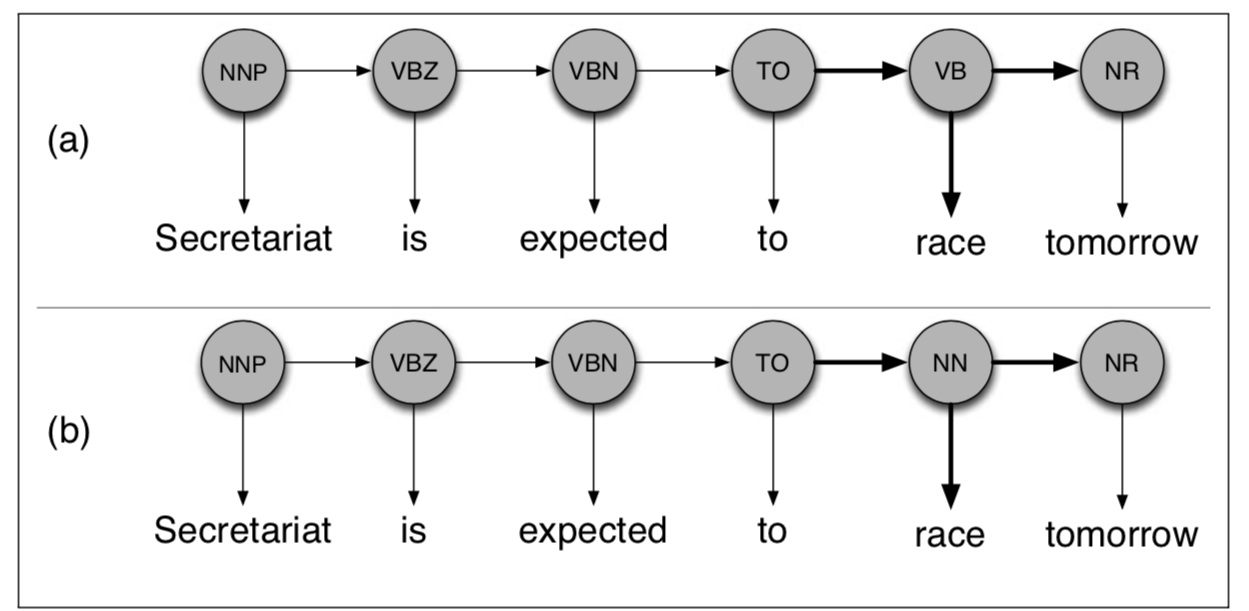 NNP VBZ VBN TO VB NR
(a)
Secretariat is expected to race tomorrow
NNP VBZ VBN TO NN NR
(b)
Secretariat is expected to race tomorrow